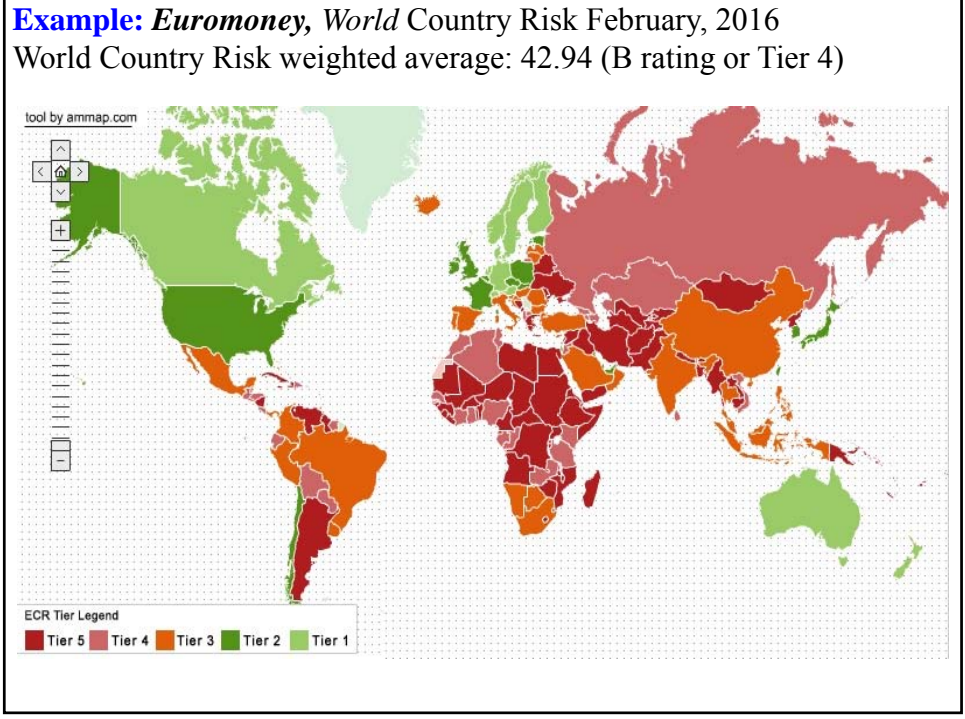 Example: Euromoney, World Country Risk February, 2016
World Country Risk weighted average: 42.94 (B rating or Tier 4)
tool by ammap.com
ECR Tier Legend
Tier 5 Tier 4 Tier 3 Tier 2 Tier 1